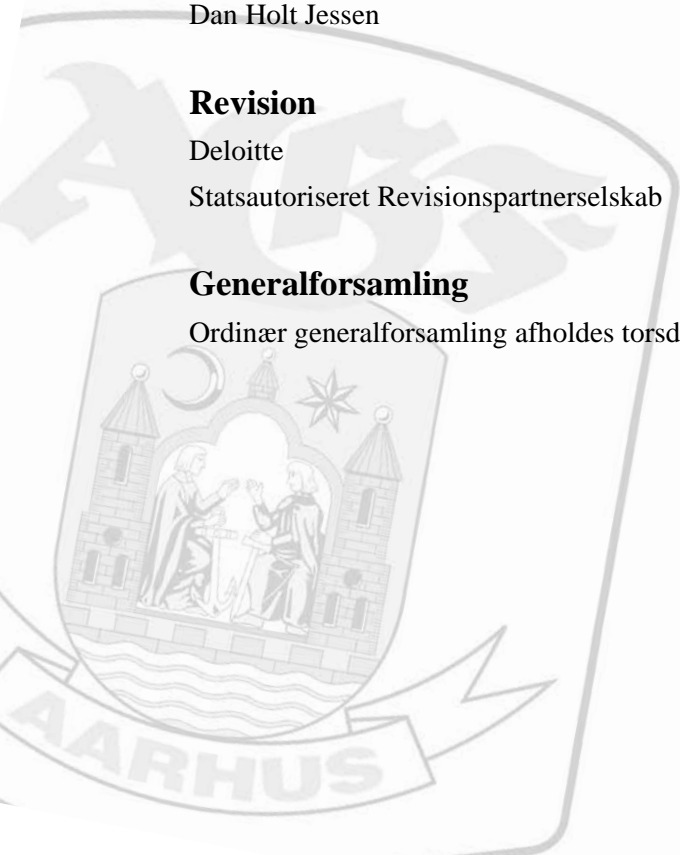 Dan Holt Jessen
Revision
Deloitte
Statsautoriseret Revisionspartnerselskab
Generalforsamling
Ordinær generalforsamling afholdes torsd
AGF
AARHUS